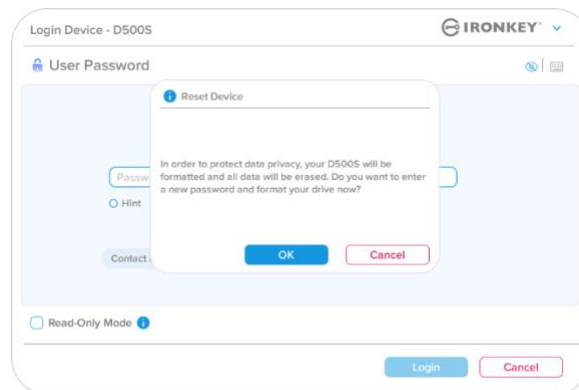 Login Device - D500S
IRONKEY
User Password
Reset Device
In order to protect data privacy, your D500S will be
formatted and all data will be erased. Do you want to enter
a new password and format your drive now?
Passw
Hint
Contact
OK
Cancel
Read-Only Mode
Login
Cancel